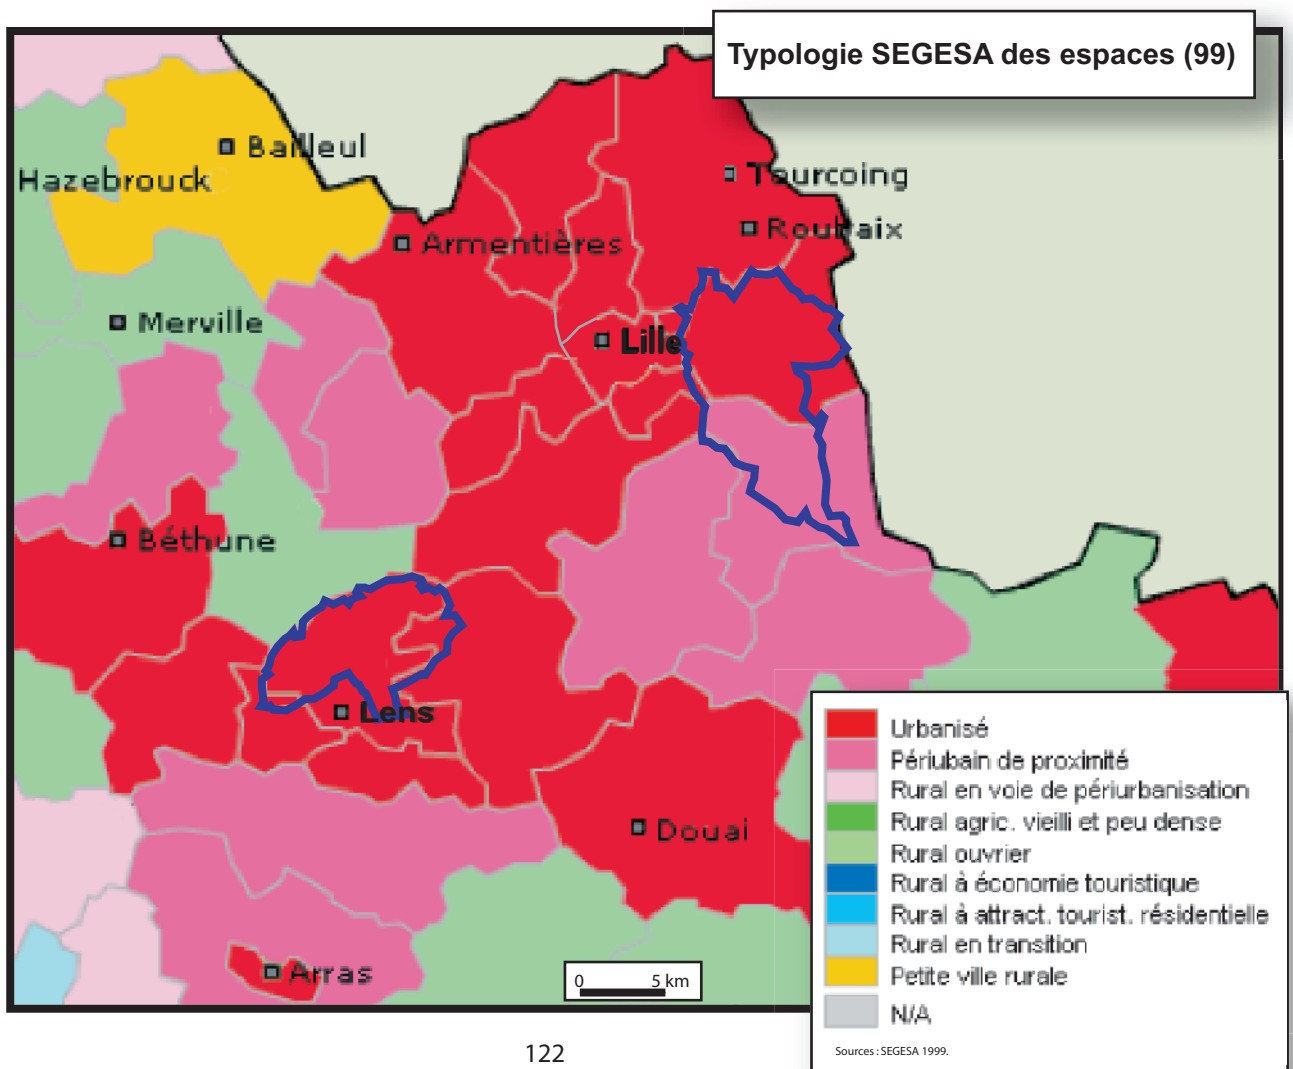 Typologie SEGESA des espaces (99)
Bailleul
Hazebrouck
Tourcoing
Roubaix
Armentières
Merville
Lille
Béthune
Lens
Douai
Arras
0 5 km
Urbanisé
Périubain de proximité
Rural en voie de périurbanisation
Rural agric. vieilli et peu dense
Rural ouvrier
Rural à économie touristique
Rural à attract. tourist. résidentielle
Rural en transition
Petite ville rurale
N/A
Sources : SEGESA 1999.
122